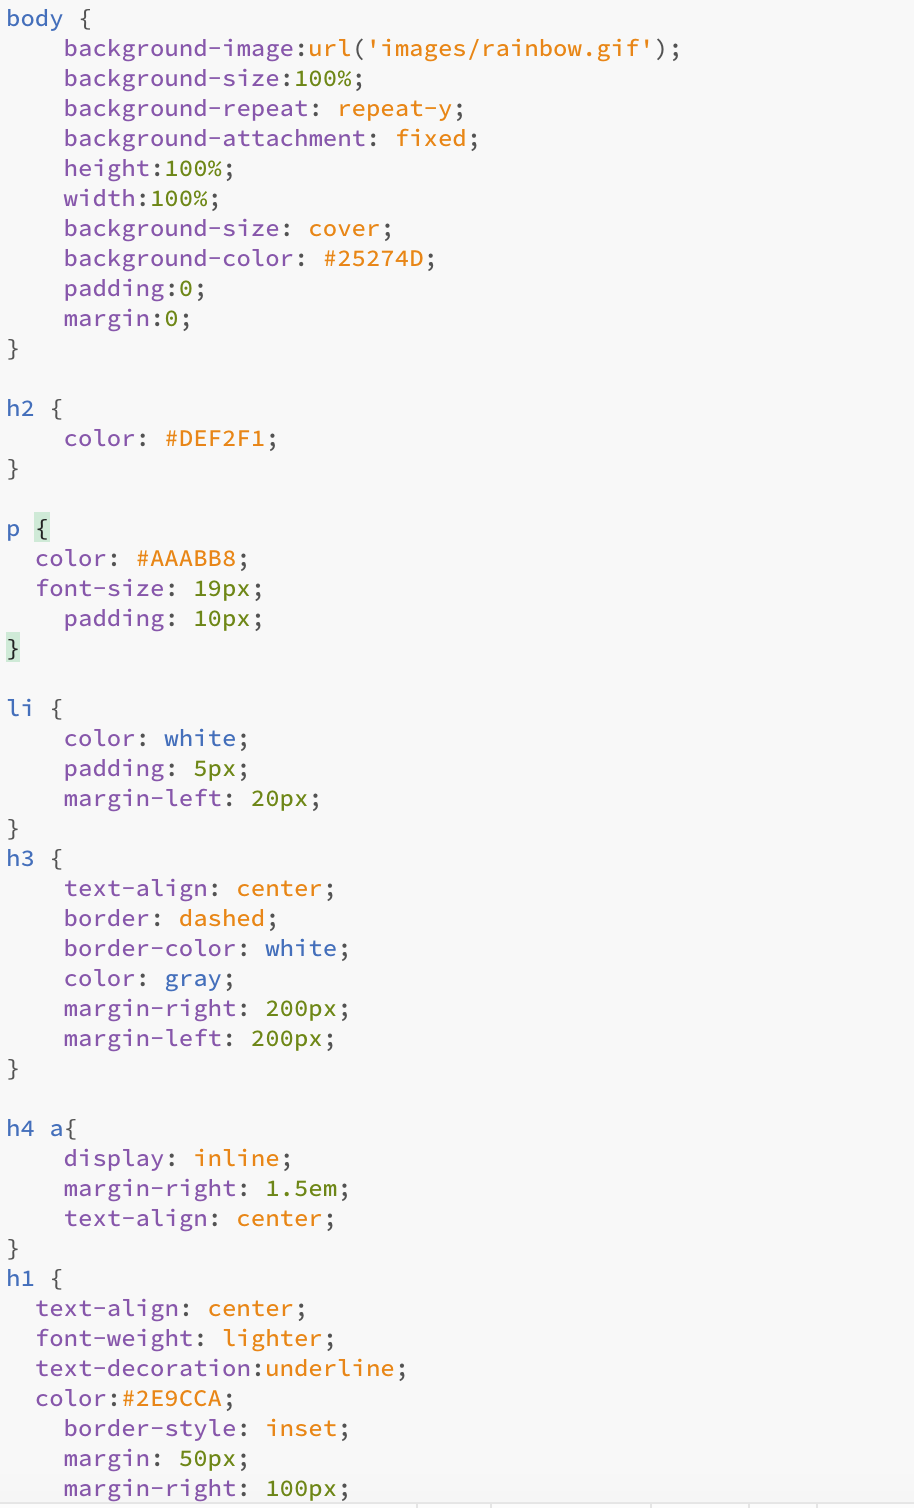 body {
    background-image:url('images/rainbow.gif');
    background-size:100%;
    background-repeat: repeat-y;
    background-attachment: fixed;
    height:100%;
    width:100%;
    background-size: cover;
    background-color: #25274D;
    padding:0;
    margin:0;
}

h2 {
    color: #DEF2F1;
}

p {
  color: #AAABB8;
  font-size: 19px;
    padding: 10px;
}

li {
    color: white;
    padding: 5px;
    margin-left: 20px;
}
h3 {
    text-align: center;
    border: dashed;
    border-color: white;
    color: gray;
    margin-right: 200px;
    margin-left: 200px;
}

h4 a{
    display: inline;
    margin-right: 1.5em;
    text-align: center;
}
h1 {
  text-align: center;
  font-weight: lighter;
  text-decoration:underline;
  color:#2E9CCA;
    border-style: inset;
    margin: 50px;
    margin-right: 100px;